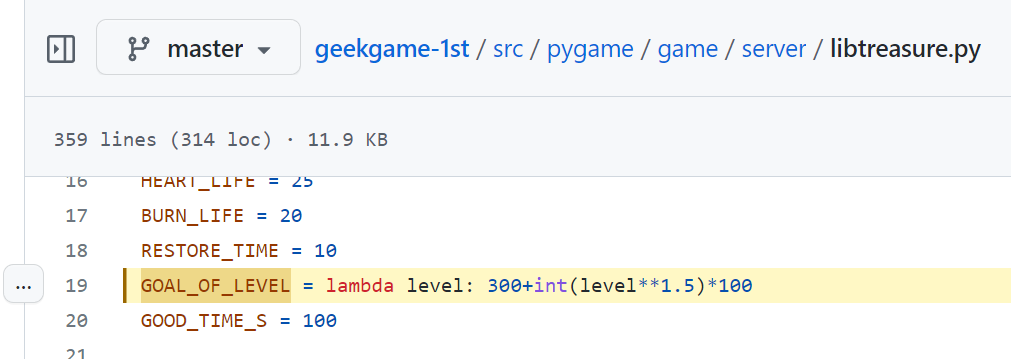 master geekgame-1st / src / pygame / game / server / libtreasure.py
359 lines (314 loc) · 11.9 KB
16 HEART_LIFE = 25
17 BURN_LIFE = 20
18 RESTORE_TIME = 10
... 19 GOAL_OF_LEVEL = lambda level: 300+int(level**1.5)*100
20 GOOD_TIME_S = 100
21